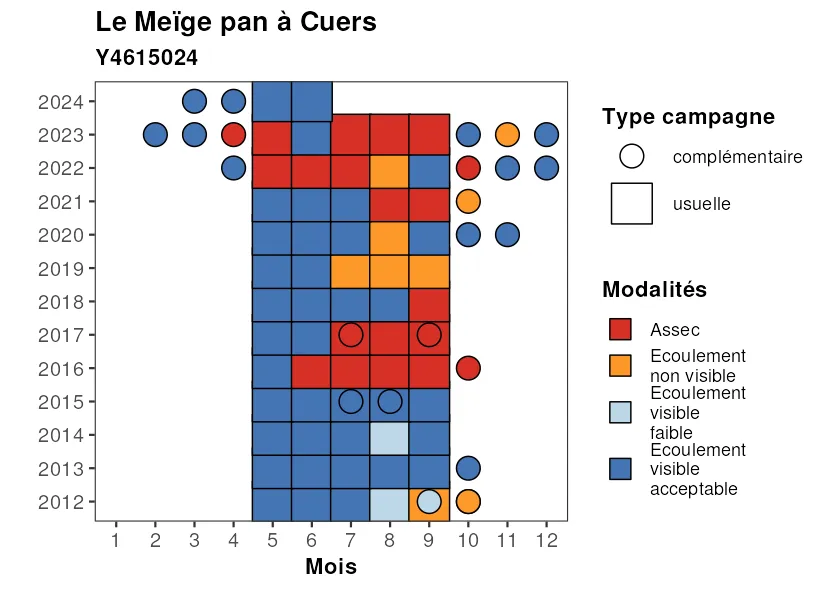 Le Meïge pan à Cuers
Y4615024
2024
2023
2022
2021
2020
2019
2018
2017
2016
2015
2014
2013
2012
1 2 3 4 5 6 7 8 9 10 11 12
Mois
Type campagne
complémentaire
usuelle
Modalités
Assec
Ecoulement
non visible
Ecoulement
visible
faible
Ecoulement
visible
acceptable